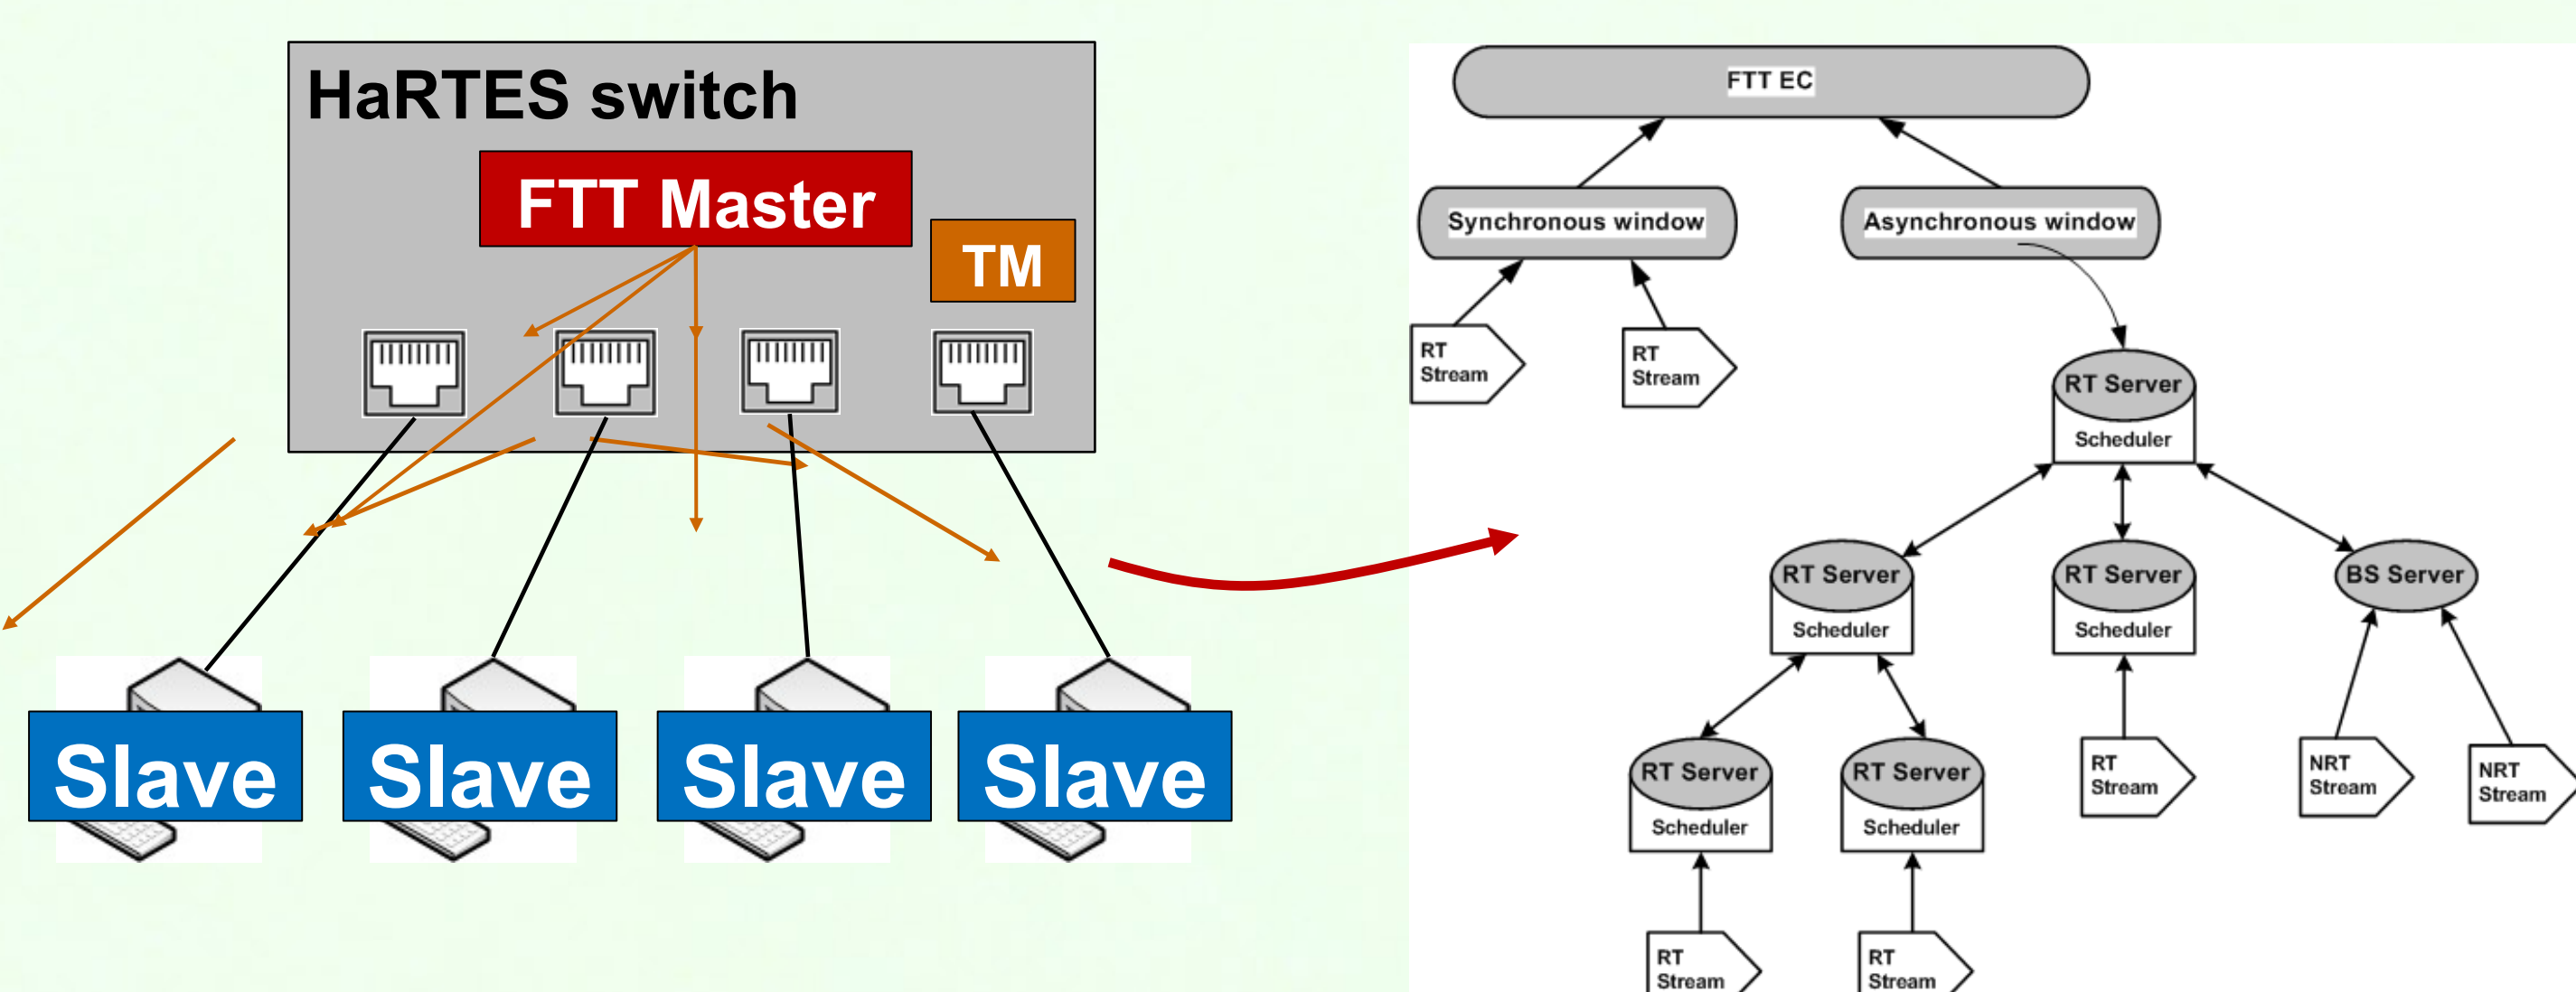 HaRTES switch
FTT Master
TM
Slave
Slave
Slave
Slave
FTT EC
Synchronous window
Asynchronous window
RT
Stream
RT
Stream
RT Server
Scheduler
RT Server
Scheduler
RT Server
Scheduler
BS Server
RT Server
Scheduler
RT Server
Scheduler
RT
Stream
NRT
Stream
NRT
Stream
RT
Stream
RT
Stream